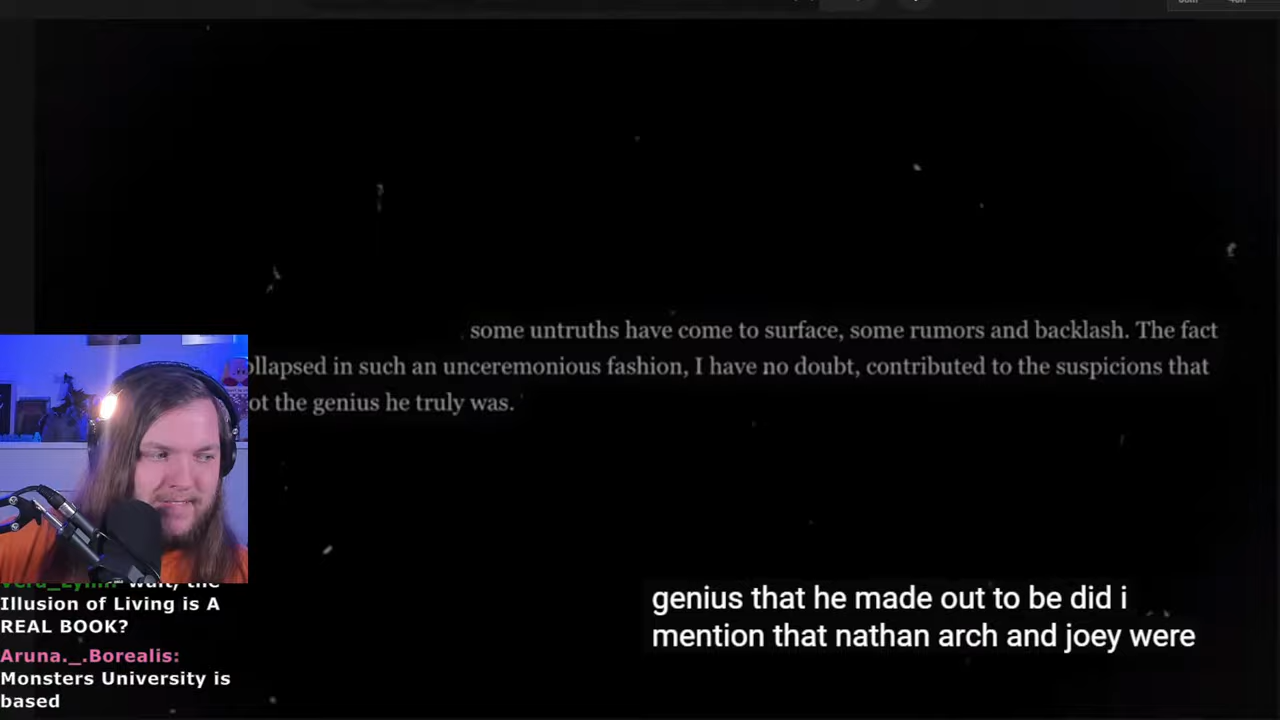 some untruths have come to surface, some rumors and backlash. The fact
ollapsed in such an unceremonious fashion, I have no doubt, contributed to the suspicions that
ot the genius he truly was.
genius that he made out to be did i
mention that nathan arch and joey were
wait, the
Illusion of Living is A
REAL BOOK?
Aruna._.Borealis:
Monsters University is
based